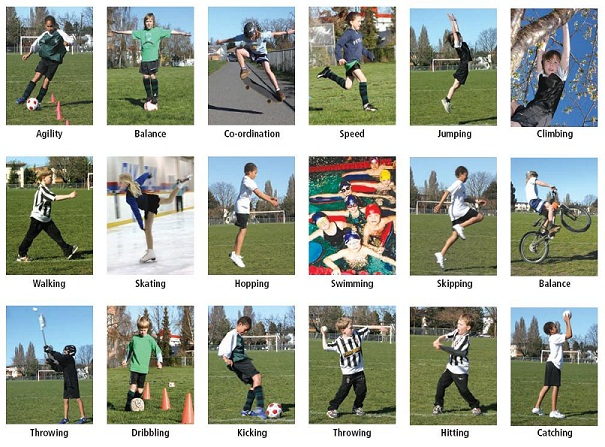 Agility
Balance
Co-ordination
Speed
Jumping
Climbing
Walking
Skating
Hopping
Swimming
Skipping
Balance
Throwing
Dribbling
Kicking
Throwing
Hitting
Catching